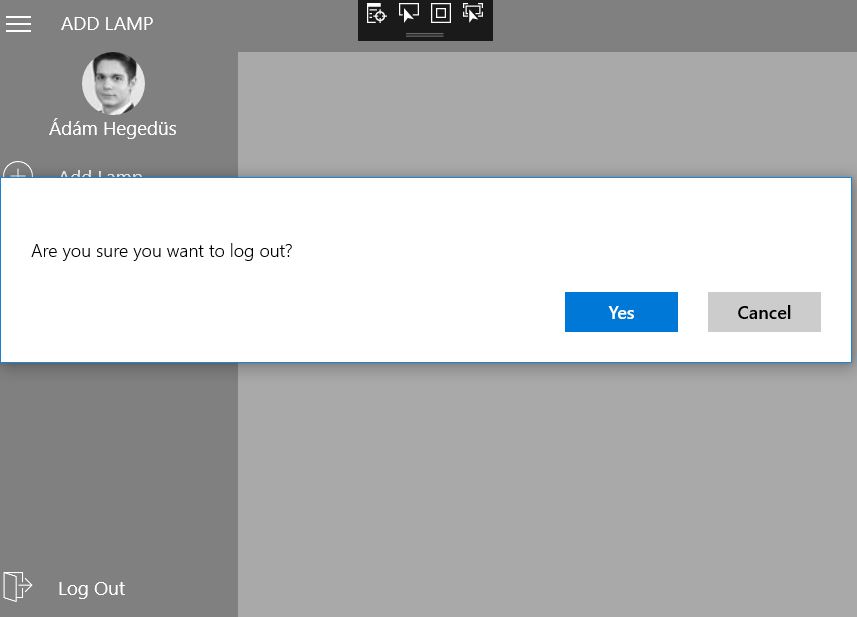 ADD LAMP
Ádám Hegedüs
Add Lamp
Are you sure you want to log out?
Yes
Cancel
Log Out